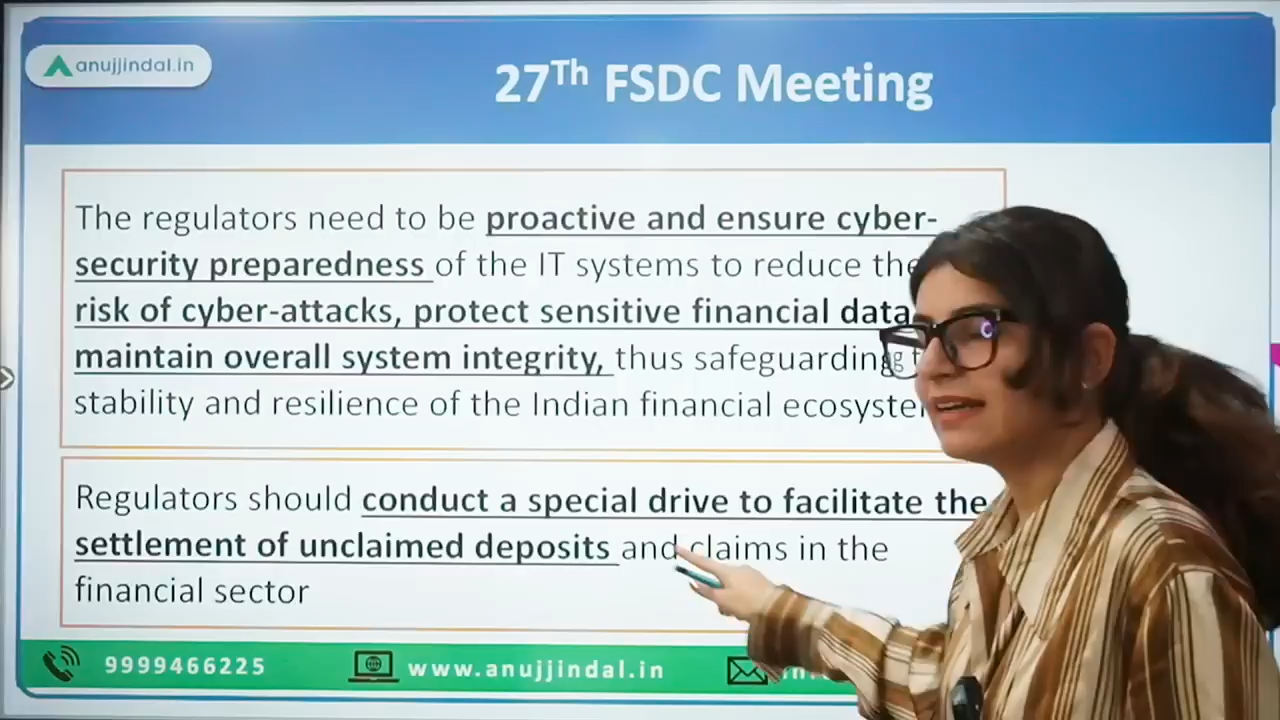 anujjindal.in
27Th FSDC Meeting
The regulators need to be proactive and ensure cyber-
security preparedness of the IT systems to reduce the
risk of cyber-attacks, protect sensitive financial data
maintain overall system integrity, thus safeguarding
stability and resilience of the Indian financial
Regulators should conduct a special drive to facilitate the
settlement of unclaimed deposits and claims in the
financial sector
9999466225
www.anujjindal.in